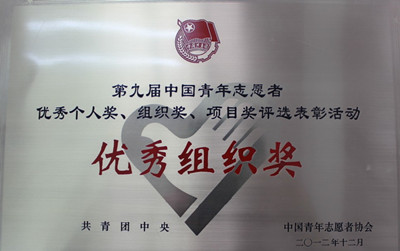 第九届中国青年志愿者
优秀个人奖、组织奖、项目奖评选表彰活动
优秀组织奖
共青团中央
中国青年志愿者协会
二〇一二年十二月